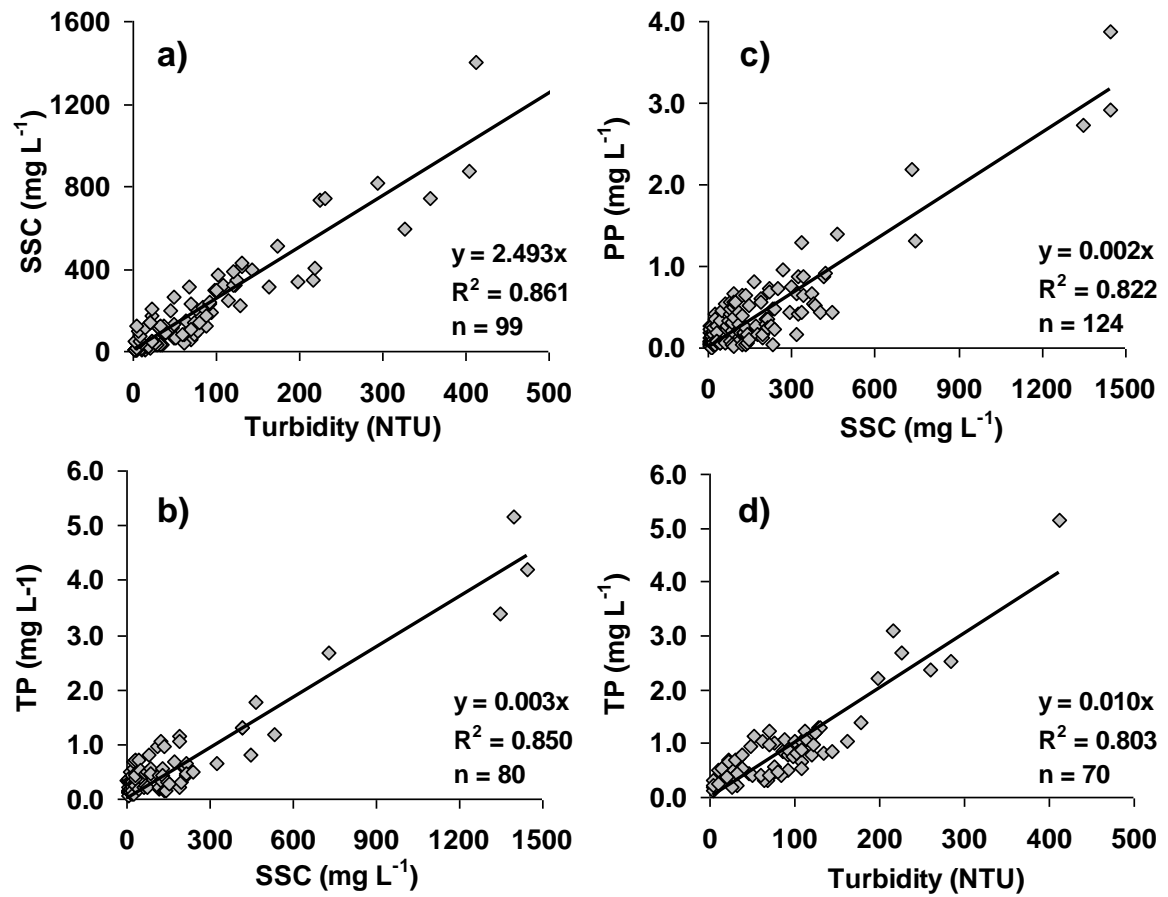 a)
SSC (mg L⁻¹)
1600
1200
800
400
0
y = 2.493x
R² = 0.861
n = 99
0 100 200 300 400 500
Turbidity (NTU)
c)
PP (mg L⁻¹)
4.0
3.0
2.0
1.0
0.0
y = 0.002x
R² = 0.822
n = 124
0 300 600 900 1200 1500
SSC (mg L⁻¹)
b)
TP (mg L-1)
6.0
5.0
4.0
3.0
2.0
1.0
0.0
y = 0.003x
R² = 0.850
n = 80
0 300 600 900 1200 1500
SSC (mg L⁻¹)
d)
TP (mg L⁻¹)
6.0
5.0
4.0
3.0
2.0
1.0
0.0
y = 0.010x
R² = 0.803
n = 70
0 100 200 300 400 500
Turbidity (NTU)